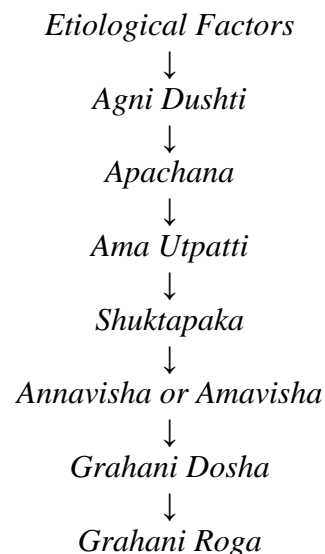 Etiological Factors
↓
Agni Dushti
↓
Apachana
↓
Ama Utpatti
↓
Shuktapaka
↓
Annavisha or Amavisha
↓
Grahani Dosha
↓
Grahani Roga